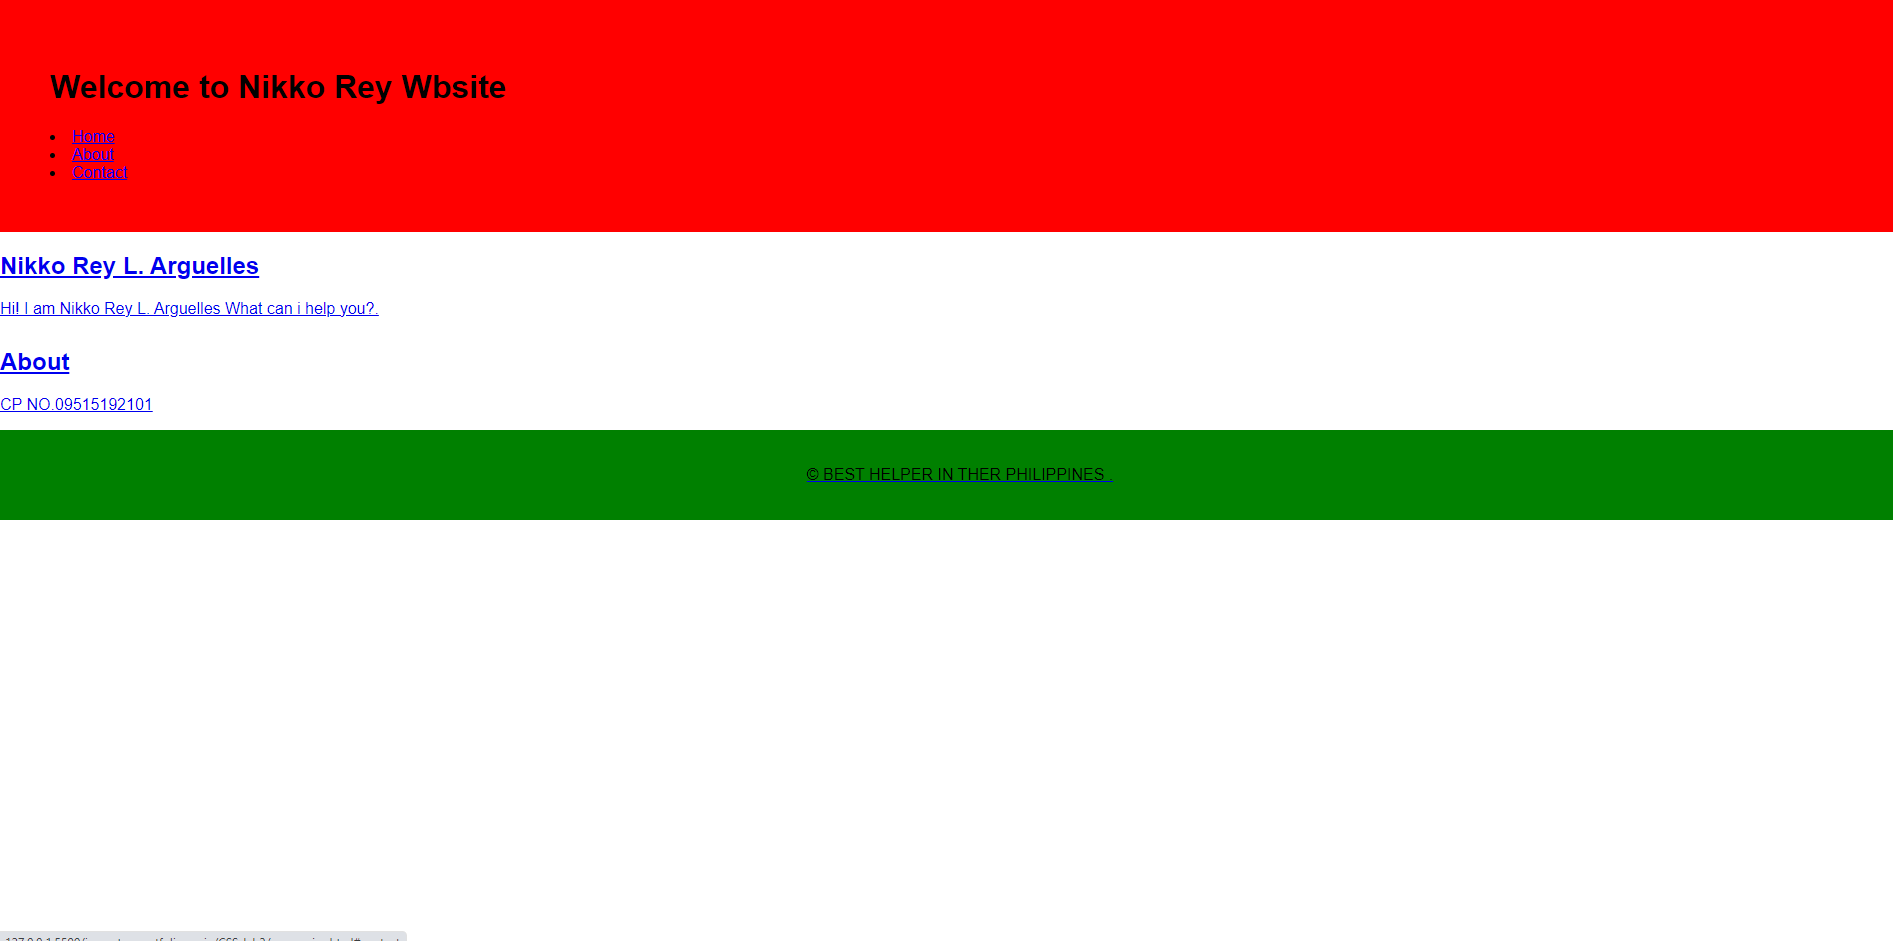 Welcome to Nikko Rey Wbsite
Home
About
Contact
Nikko Rey L. Arguelles
Hi! I am Nikko Rey L. Arguelles What can i help you?.
About
CP NO.09515192101
© BEST HELPER IN THER PHILIPPINES .